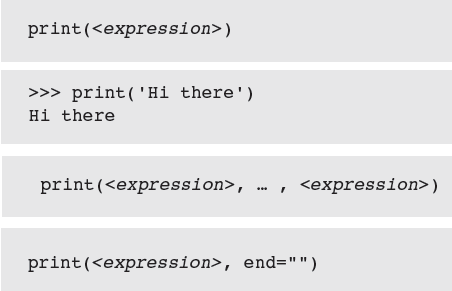 print(<expression>)
>>> print('Hi there')
Hi there
print(<expression>, … , <expression>)
print(<expression>, end="")